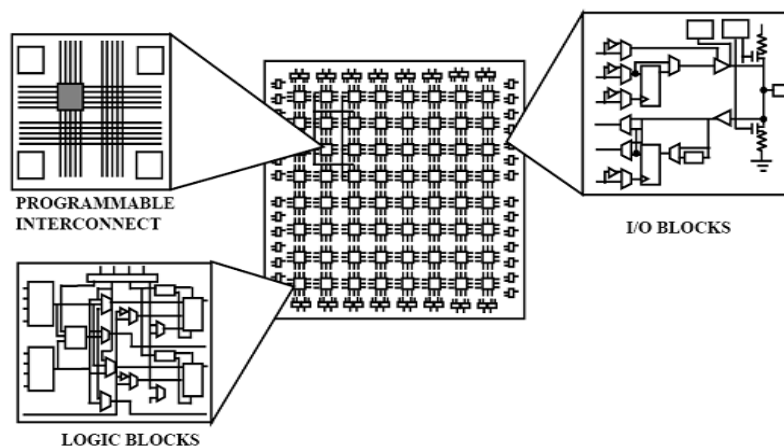 PROGRAMMABLE
INTERCONNECT
I/O BLOCKS
LOGIC BLOCKS